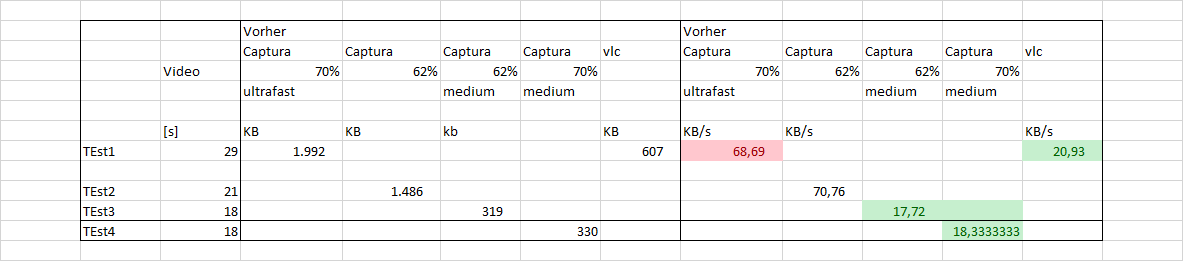 Vorher Vorher
Captura Captura Captura Captura vlc Captura Captura Captura Captura vlc
Video 70% 62% 62% 70% 70% 62% 62% 70%
ultrafast medium medium ultrafast medium medium
[s] KB KB kb KB KB/s KB/s KB/s
TEst1 29 1.992 607 68,69 20,93
TEst2 21 1.486 70,76
TEst3 18 319 17,72
TEst4 18 330 18,3333333